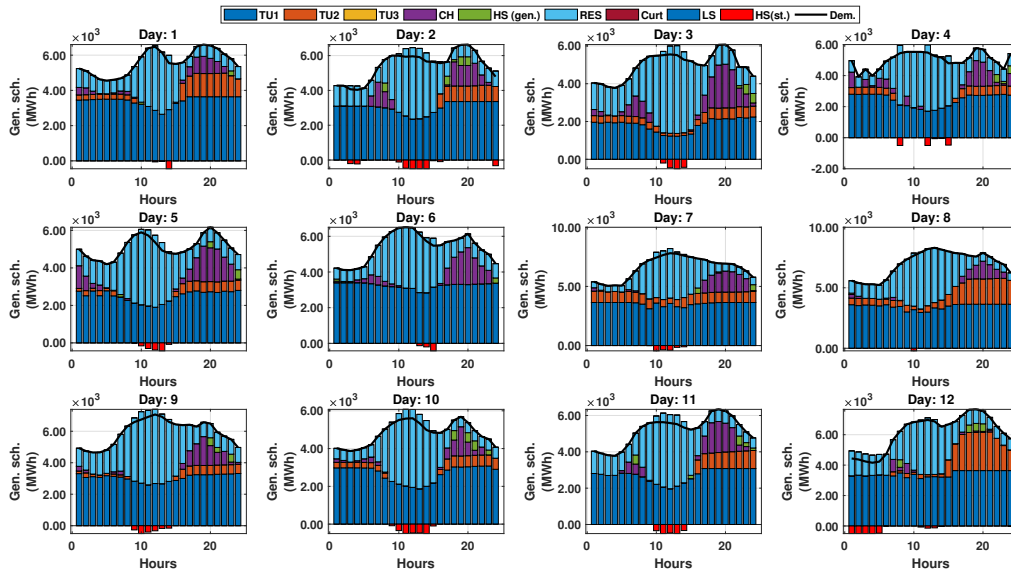 TU1 TU2 TU3 CH HS (gen.) RES Curt LS HS(st.) Dem.
Day: 1
×10³
6.00
4.00
2.00
0.00
Gen. sch.
(MWh)
0 10 20
Hours
Day: 2
×10³
6.00
4.00
2.00
0.00
Gen. sch.
(MWh)
0 10 20
Hours
Day: 3
×10³
6.00
4.00
2.00
0.00
Gen. sch.
(MWh)
0 10 20
Hours
Day: 4
×10³
6.00
4.00
2.00
0.00
-2.00
Gen. sch.
(MWh)
0 10 20
Hours
Day: 5
×10³
6.00
4.00
2.00
0.00
Gen. sch.
(MWh)
0 10 20
Hours
Day: 6
×10³
6.00
4.00
2.00
0.00
Gen. sch.
(MWh)
0 10 20
Hours
Day: 7
×10³
10.00
5.00
0.00
Gen. sch.
(MWh)
0 10 20
Hours
Day: 8
×10³
10.00
5.00
0.00
Gen. sch.
(MWh)
0 10 20
Hours
Day: 9
×10³
6.00
4.00
2.00
0.00
Gen. sch.
(MWh)
0 10 20
Hours
Day: 10
×10³
6.00
4.00
2.00
0.00
Gen. sch.
(MWh)
0 10 20
Hours
Day: 11
×10³
6.00
4.00
2.00
0.00
Gen. sch.
(MWh)
0 10 20
Hours
Day: 12
×10³
6.00
4.00
2.00
0.00
Gen. sch.
(MWh)
0 10 20
Hours